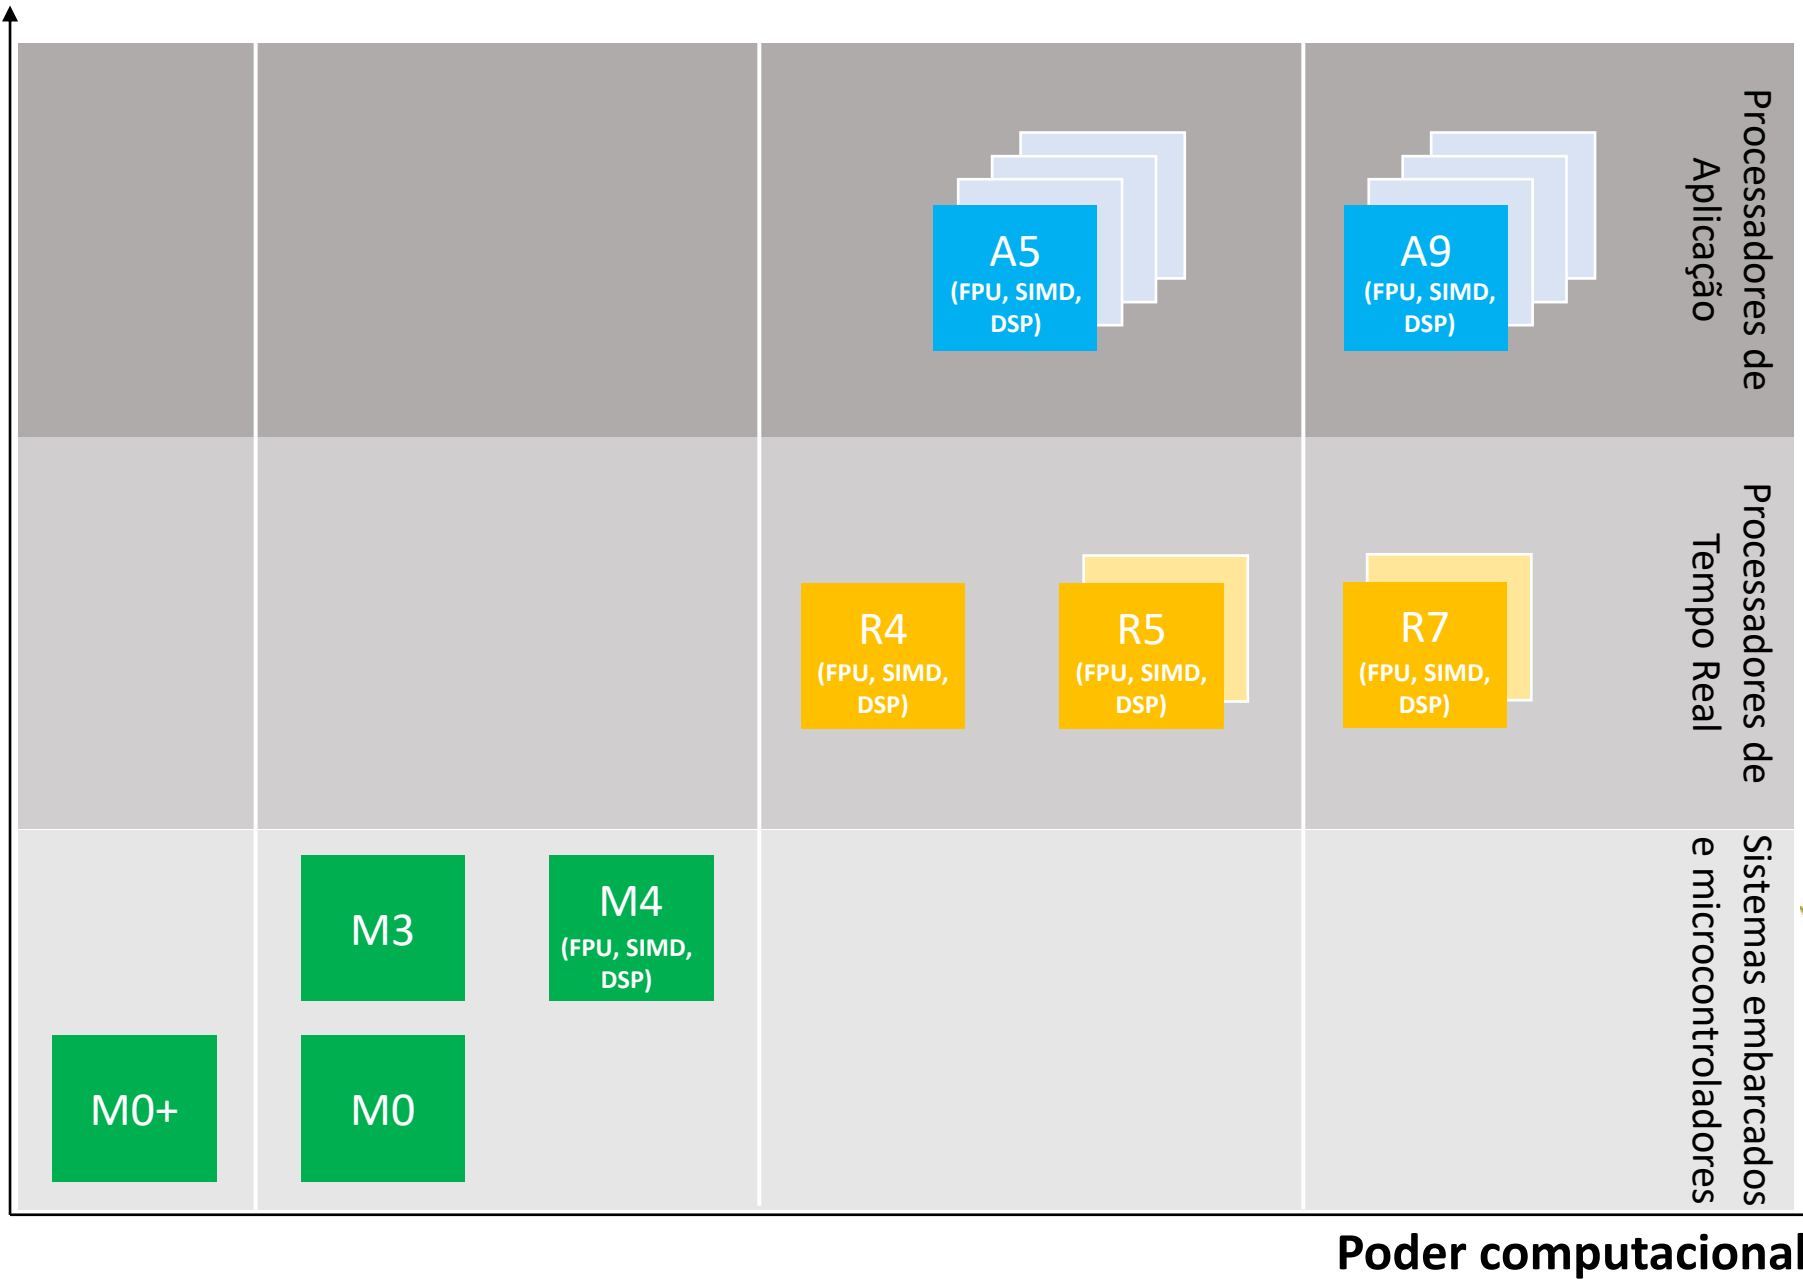 A5
(FPU, SIMD,
DSP)
A9
(FPU, SIMD,
DSP)
Processadores de
Aplicação
R4
(FPU, SIMD,
DSP)
R5
(FPU, SIMD,
DSP)
R7
(FPU, SIMD,
DSP)
Processadores de
Tempo Real
M3
M4
(FPU, SIMD,
DSP)
M0+
M0
Sistemas embarcados
e microcontroladores
Poder computacional